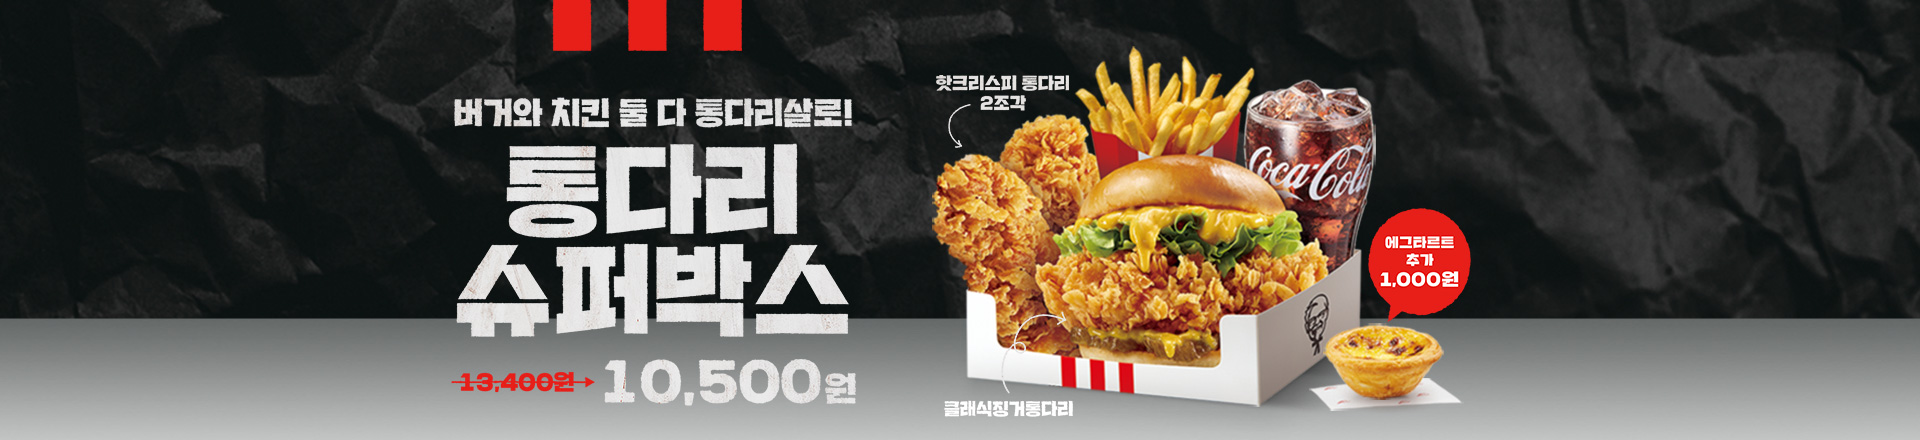 버거와 치킨 둘 다 통다리살로!
통다리
슈퍼박스
13,400원 10,500원
핫크리스피 통다리
2조각
Coca-Cola
에그타르트
추가
1,000원
클래식징거통다리